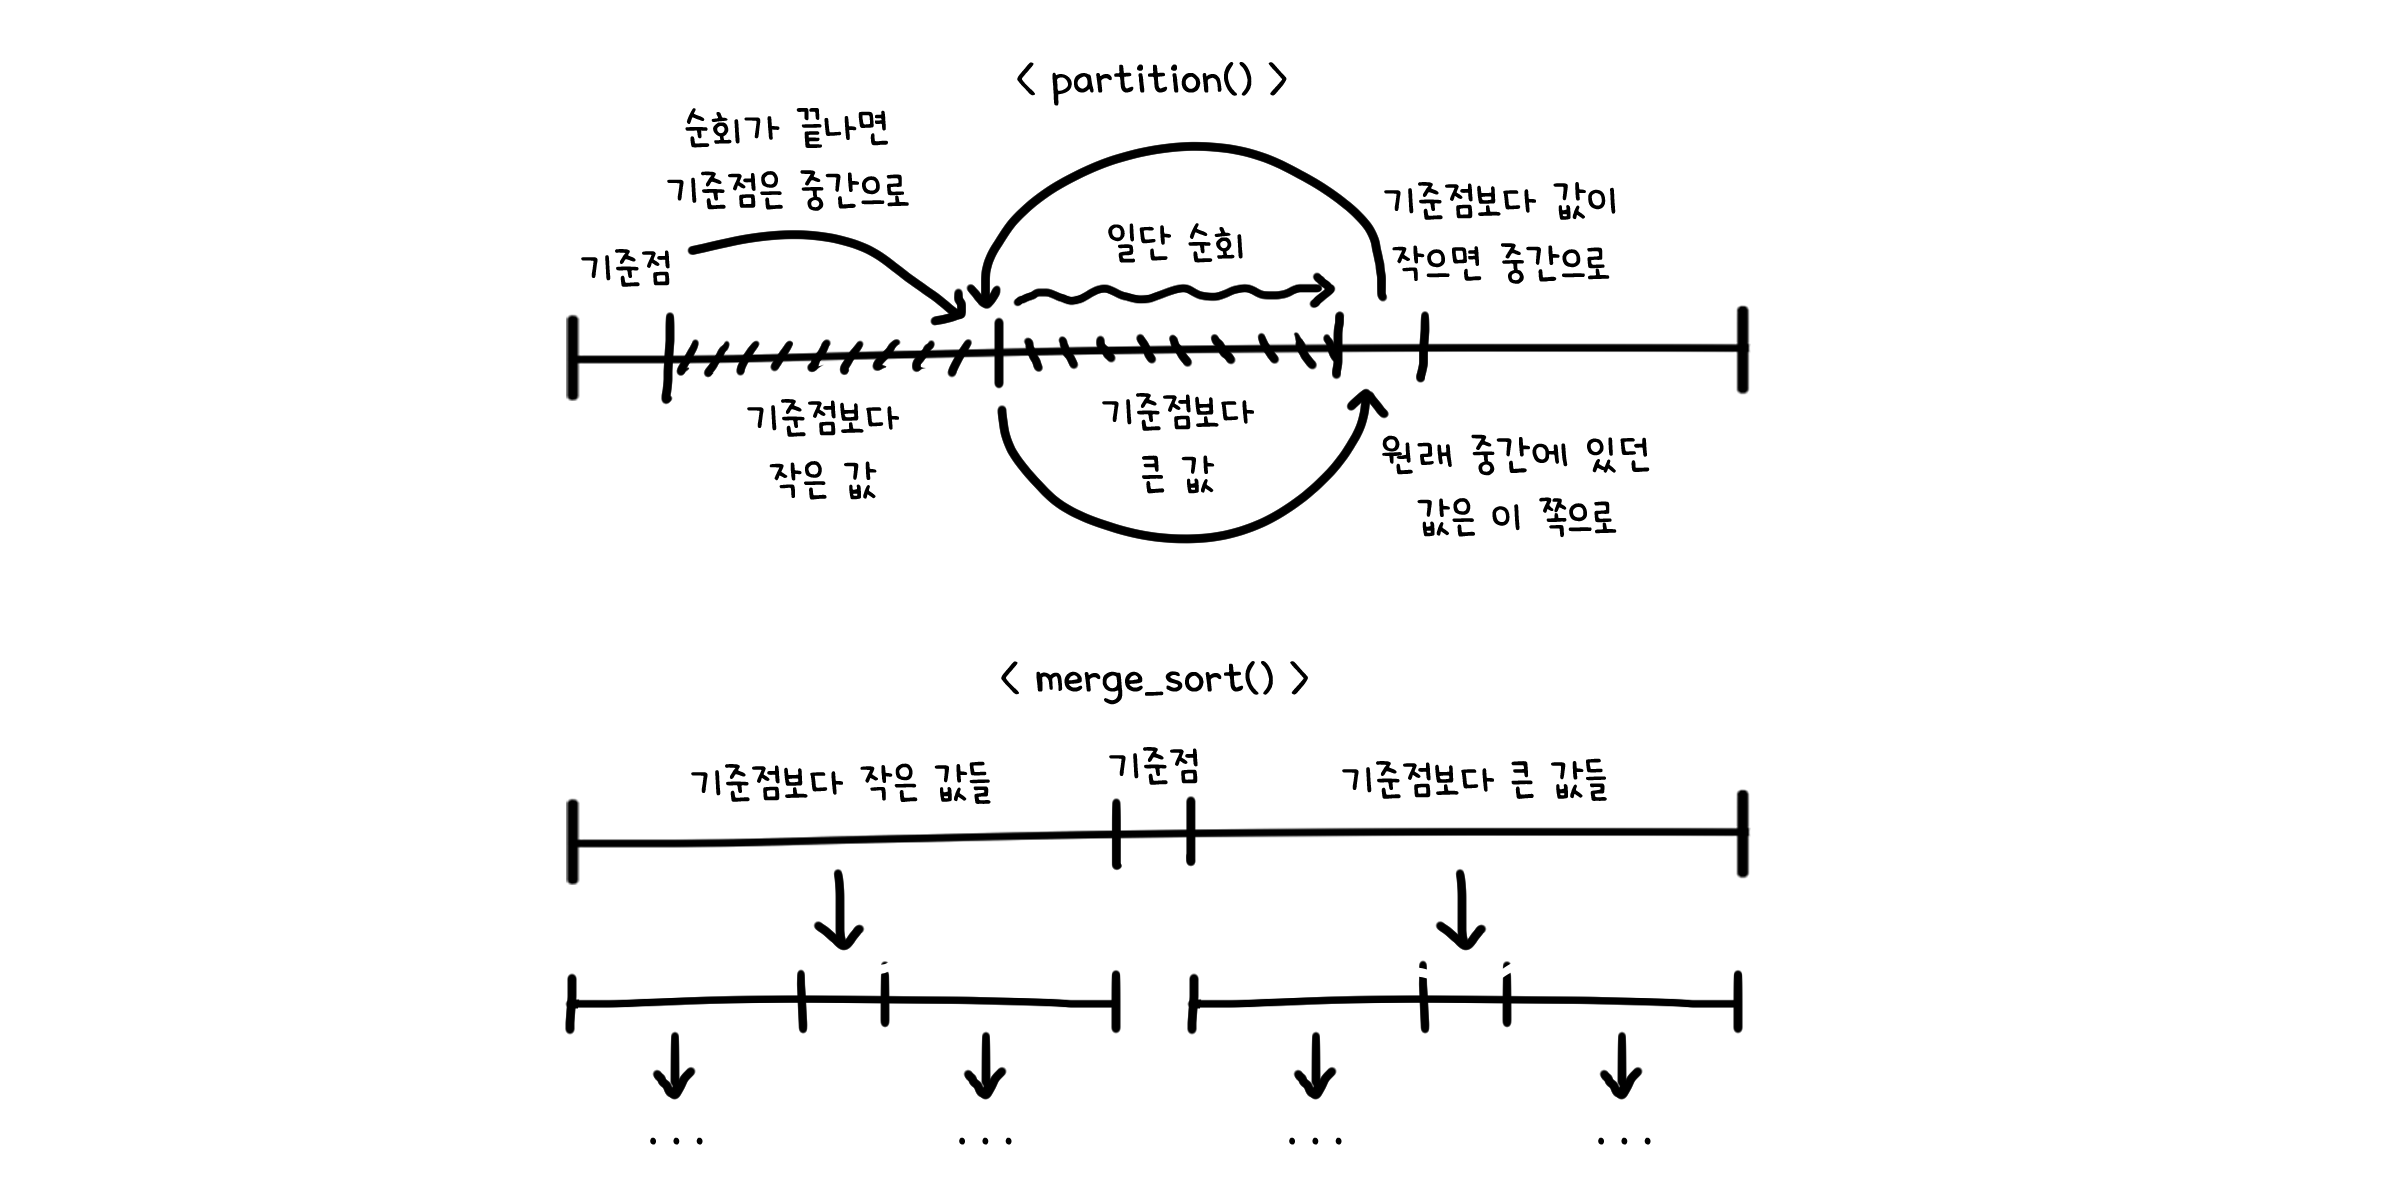 < partition() >
순회가 끝나면
기준점은 중간으로
기준점
일단 순회
기준점보다 값이
작으면 중간으로
기준점보다
작은 값
기준점보다
큰 값
원래 중간에 있던
값은 이 쪽으로
< merge_sort() >
기준점보다 작은 값들
기준점
기준점보다 큰 값들
... ... ... ...